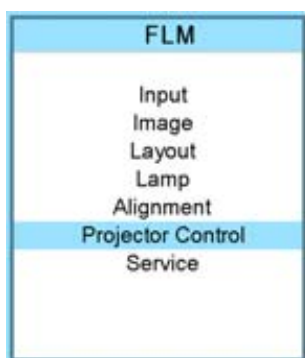 FLM
Input
Image
Layout
Lamp
Alignment
Projector Control
Service